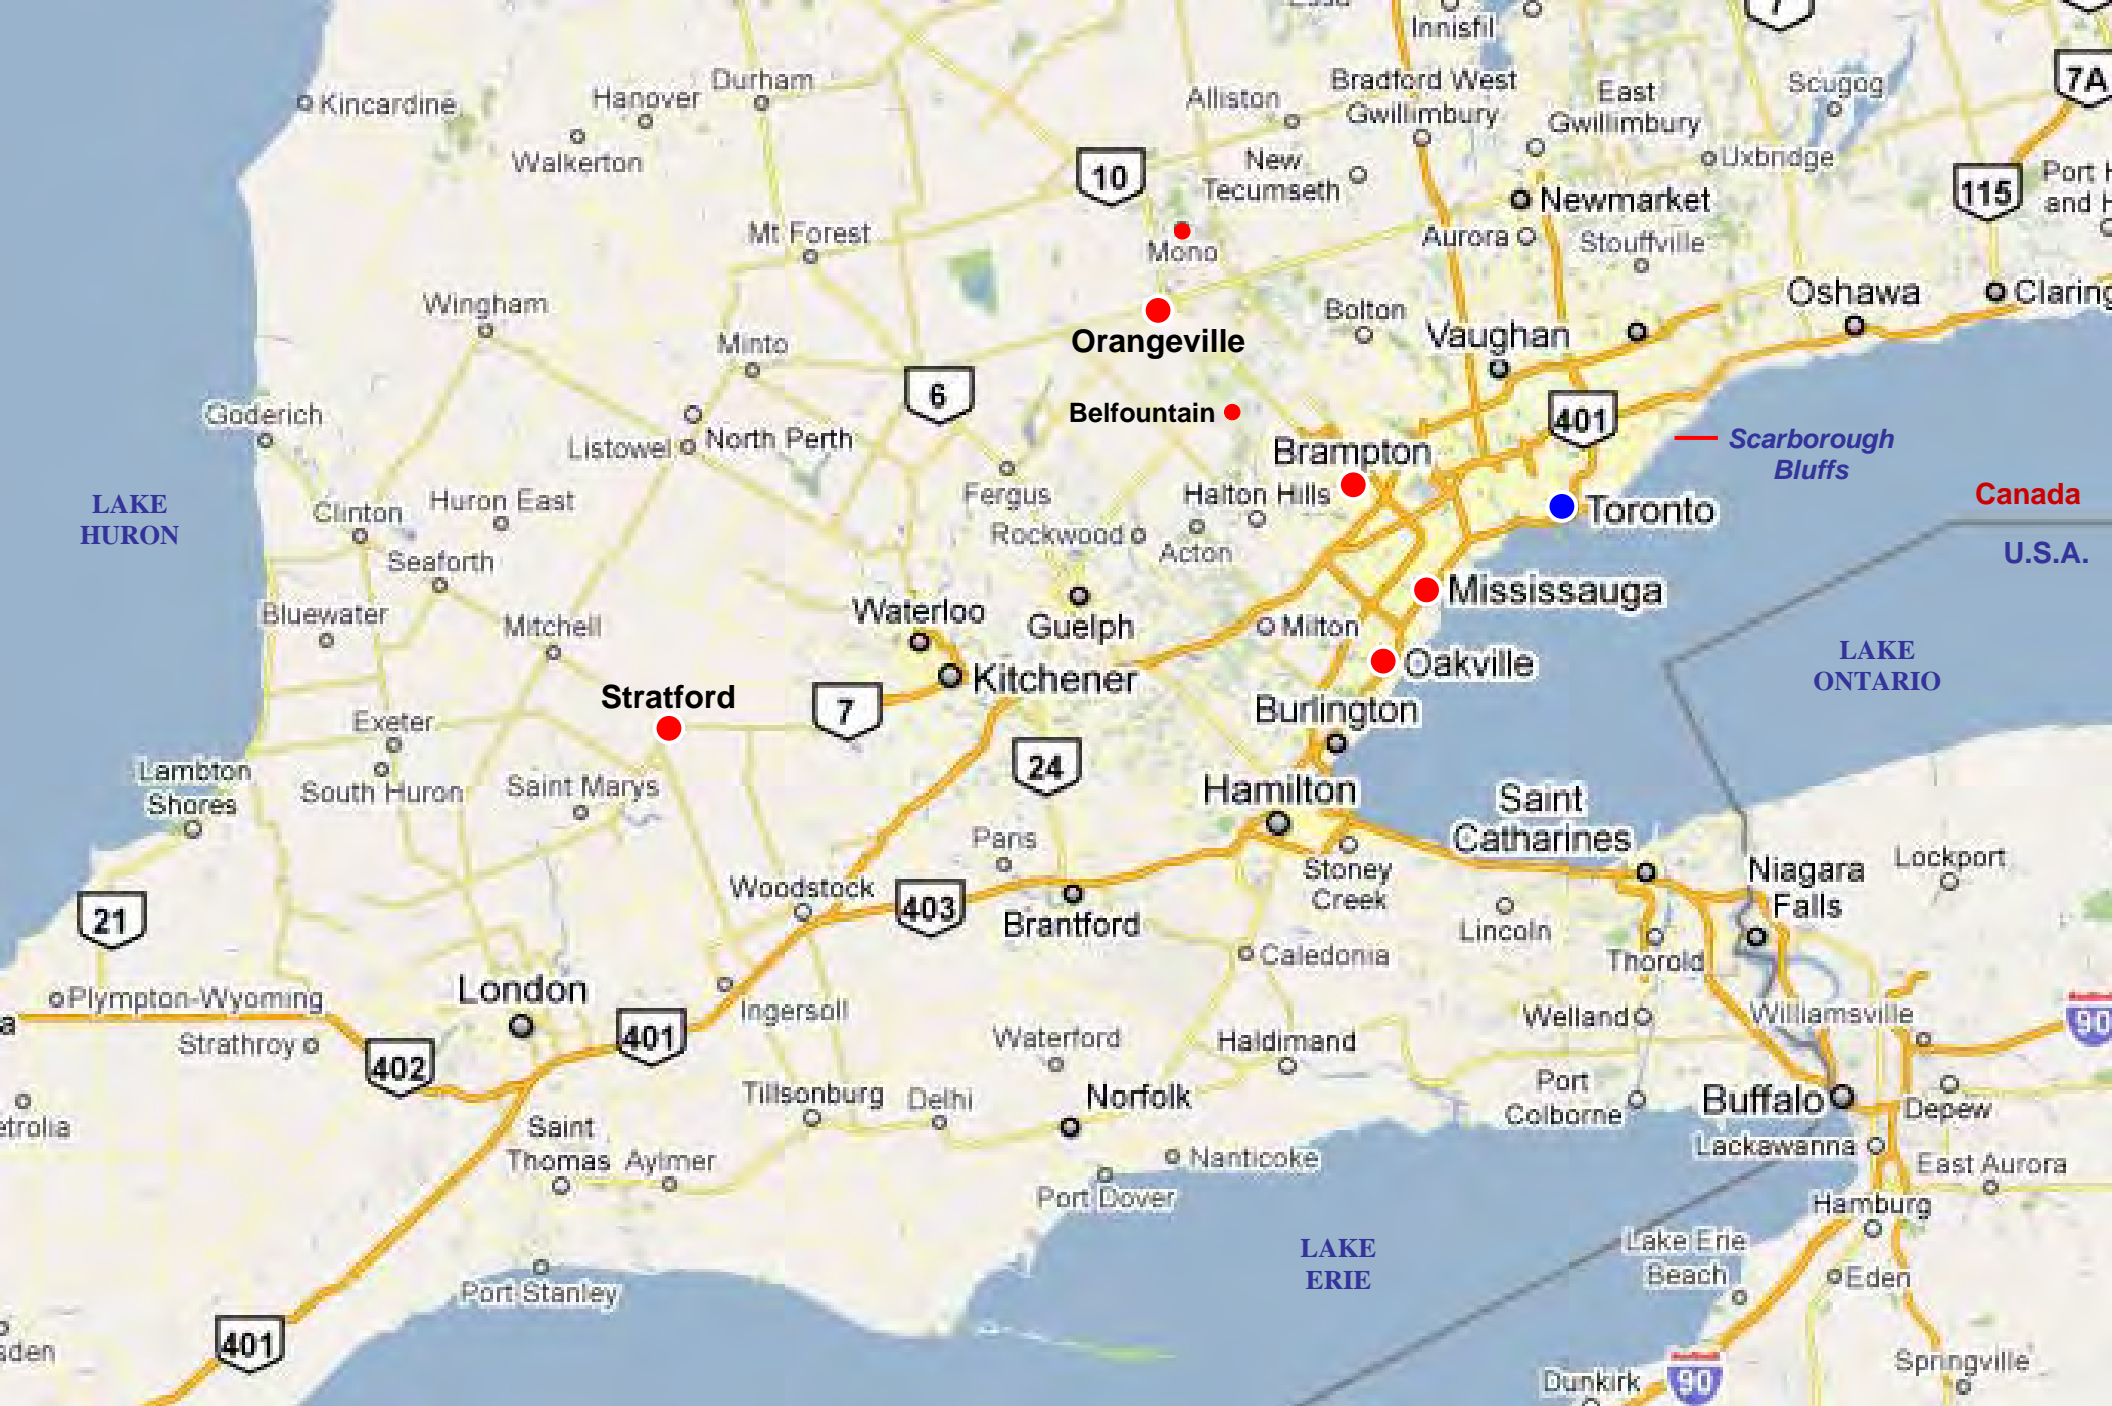 Innisfil
7
7A
Kincardine
Hanover
Durham
Walkerton
Alliston
Bradford West
Gwillimbury
East
Gwillimbury
Scugog
10
New
Tecumseth
Uxbridge
115
Port
and
Newmarket
Mt Forest
Mono
Aurora
Stouffville
Wingham
Orangeville
Bolton
Vaughan
Oshawa
Minto
6
Belfountain
401
Goderich
Listowel
North Perth
Brampton
Scarborough
Bluffs
LAKE
HURON
Clinton
Huron East
Fergus
Halton Hills
Canada
Toronto
Seaforth
Rockwood
Acton
U.S.A.
Bluewater
Mitchell
Waterloo
Guelph
Milton
Mississauga
Stratford
Kitchener
Oakville
LAKE
ONTARIO
7
Exeter
Burlington
Lambton
Shores
South Huron
Saint Marys
24
Hamilton
Saint
Catharines
Paris
Stoney
Creek
Niagara
Falls
Lockport
21
Woodstock
403
Brantford
Lincoln
Thorold
Caledonia
Plympton-Wyoming
London
Ingersoll
Strathroy
402
401
Waterford
Haldimand
Welland
Williamsville
90
Tillsonburg
Delhi
Norfolk
Port
Colborne
Buffalo
Depew
Saint
Thomas
Aylmer
Nanticoke
Port Dover
Lackawanna
East Aurora
Hamburg
LAKE
ERIE
Lake Erie
Beach
Eden
Port Stanley
401
Springville
Dunkirk
90